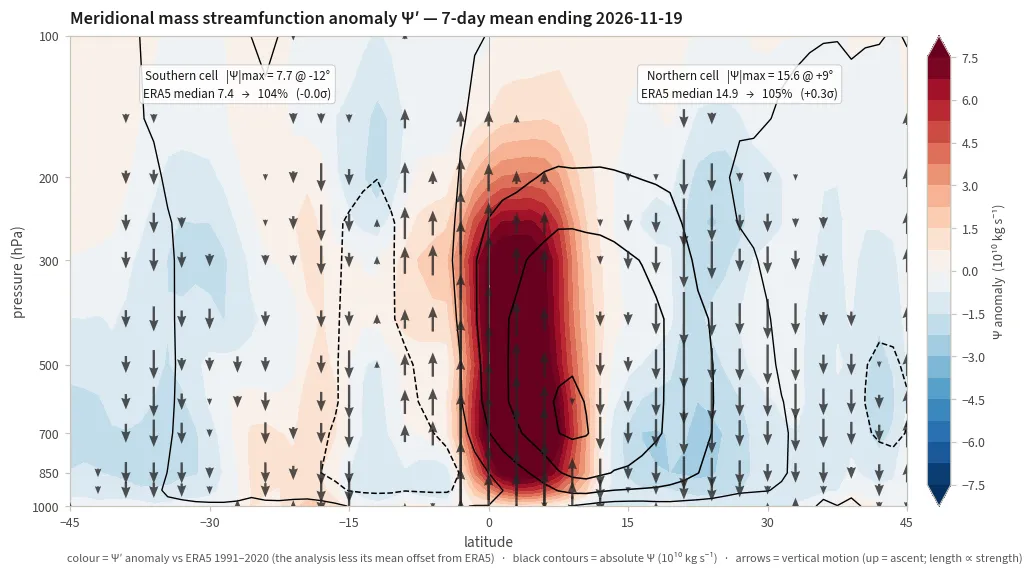 Meridional mass streamfunction anomaly Ψ′ — 7-day mean ending 2026-11-19
Southern cell |Ψ|max = 7.7 @ -12°
ERA5 median 7.4 → 104% (-0.0σ)
Northern cell |Ψ|max = 15.6 @ +9°
ERA5 median 14.9 → 105% (+0.3σ)
pressure (hPa)
100
200
300
500
700
850
1000
−45
−30
−15
0
15
30
45
latitude
7.5
6.0
4.5
3.0
1.5
0.0
−1.5
−3.0
−4.5
−6.0
−7.5
Ψ anomaly (10¹⁰ kg s⁻¹)
colour = Ψ′ anomaly vs ERA5 1991–2020 (the analysis less its mean offset from ERA5) · black contours = absolute Ψ (10¹⁰ kg s⁻¹) · arrows = vertical motion (up = ascent; length ∝ strength)